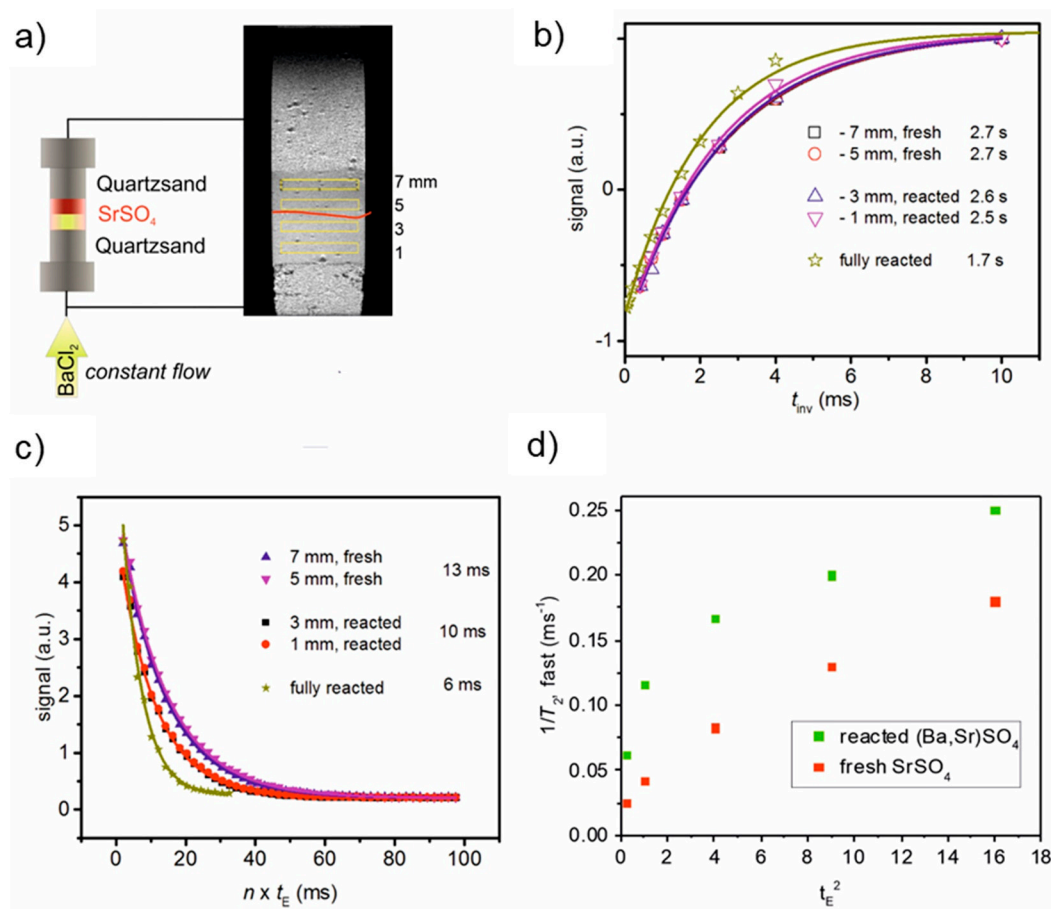 a)
Quartzsand
SrSO₄
Quartzsand
BaCl₂
constant flow
7 mm
5
3
1
b)
signal (a.u.)
0
-1
- 7 mm, fresh 2.7 s
- 5 mm, fresh 2.7 s
- 3 mm, reacted 2.6 s
- 1 mm, reacted 2.5 s
fully reacted 1.7 s
0 2 4 6 8 10
t_inv (ms)
c)
signal (a.u.)
5
4
3
2
1
0
7 mm, fresh
5 mm, fresh
13 ms
3 mm, reacted
1 mm, reacted
10 ms
fully reacted 6 ms
0 20 40 60 80 100
n x t_E (ms)
d)
1/T₂, fast (ms⁻¹)
0.25
0.20
0.15
0.10
0.05
0.00
reacted (Ba,Sr)SO₄
fresh SrSO₄
0 2 4 6 8 10 12 14 16 18
t_E²